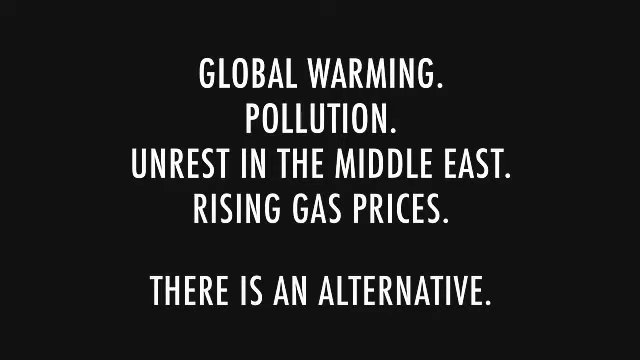 GLOBAL WARMING.
POLLUTION.
UNREST IN THE MIDDLE EAST.
RISING GAS PRICES.
THERE IS AN ALTERNATIVE.